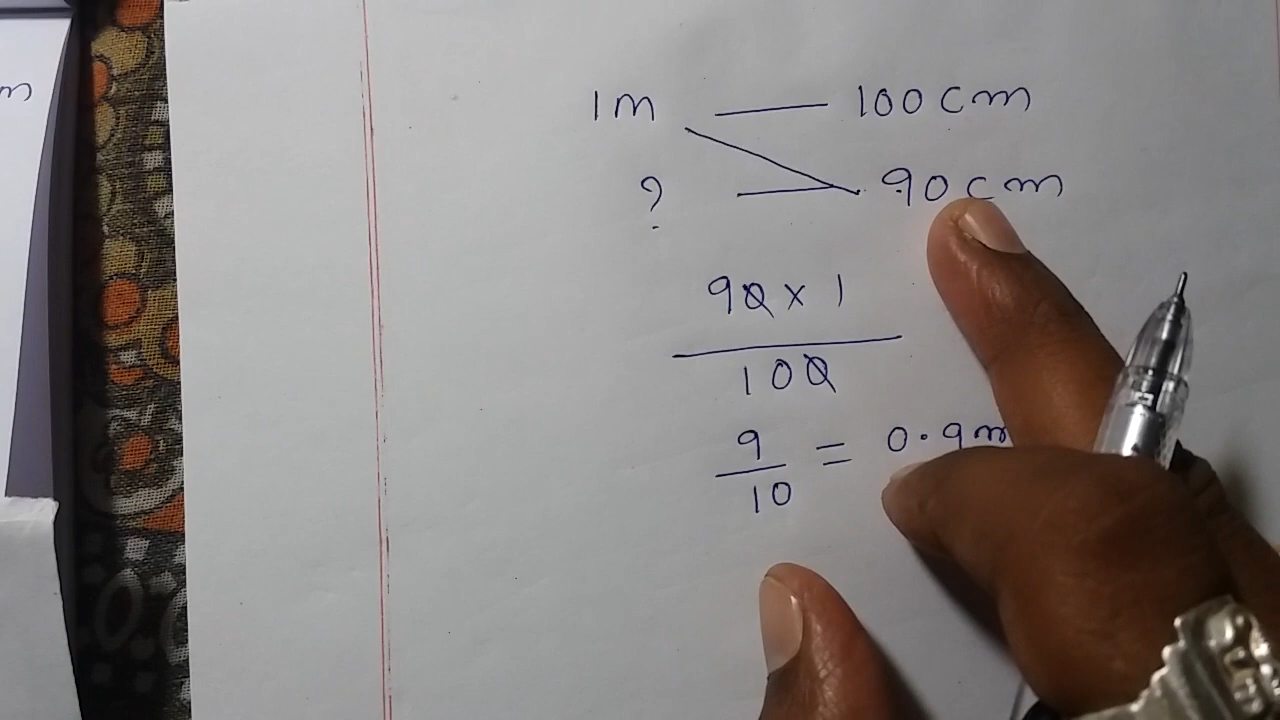 m
1m — 100 cm
? — 90 cm
90 x 1
100
9
10
= 0.9m